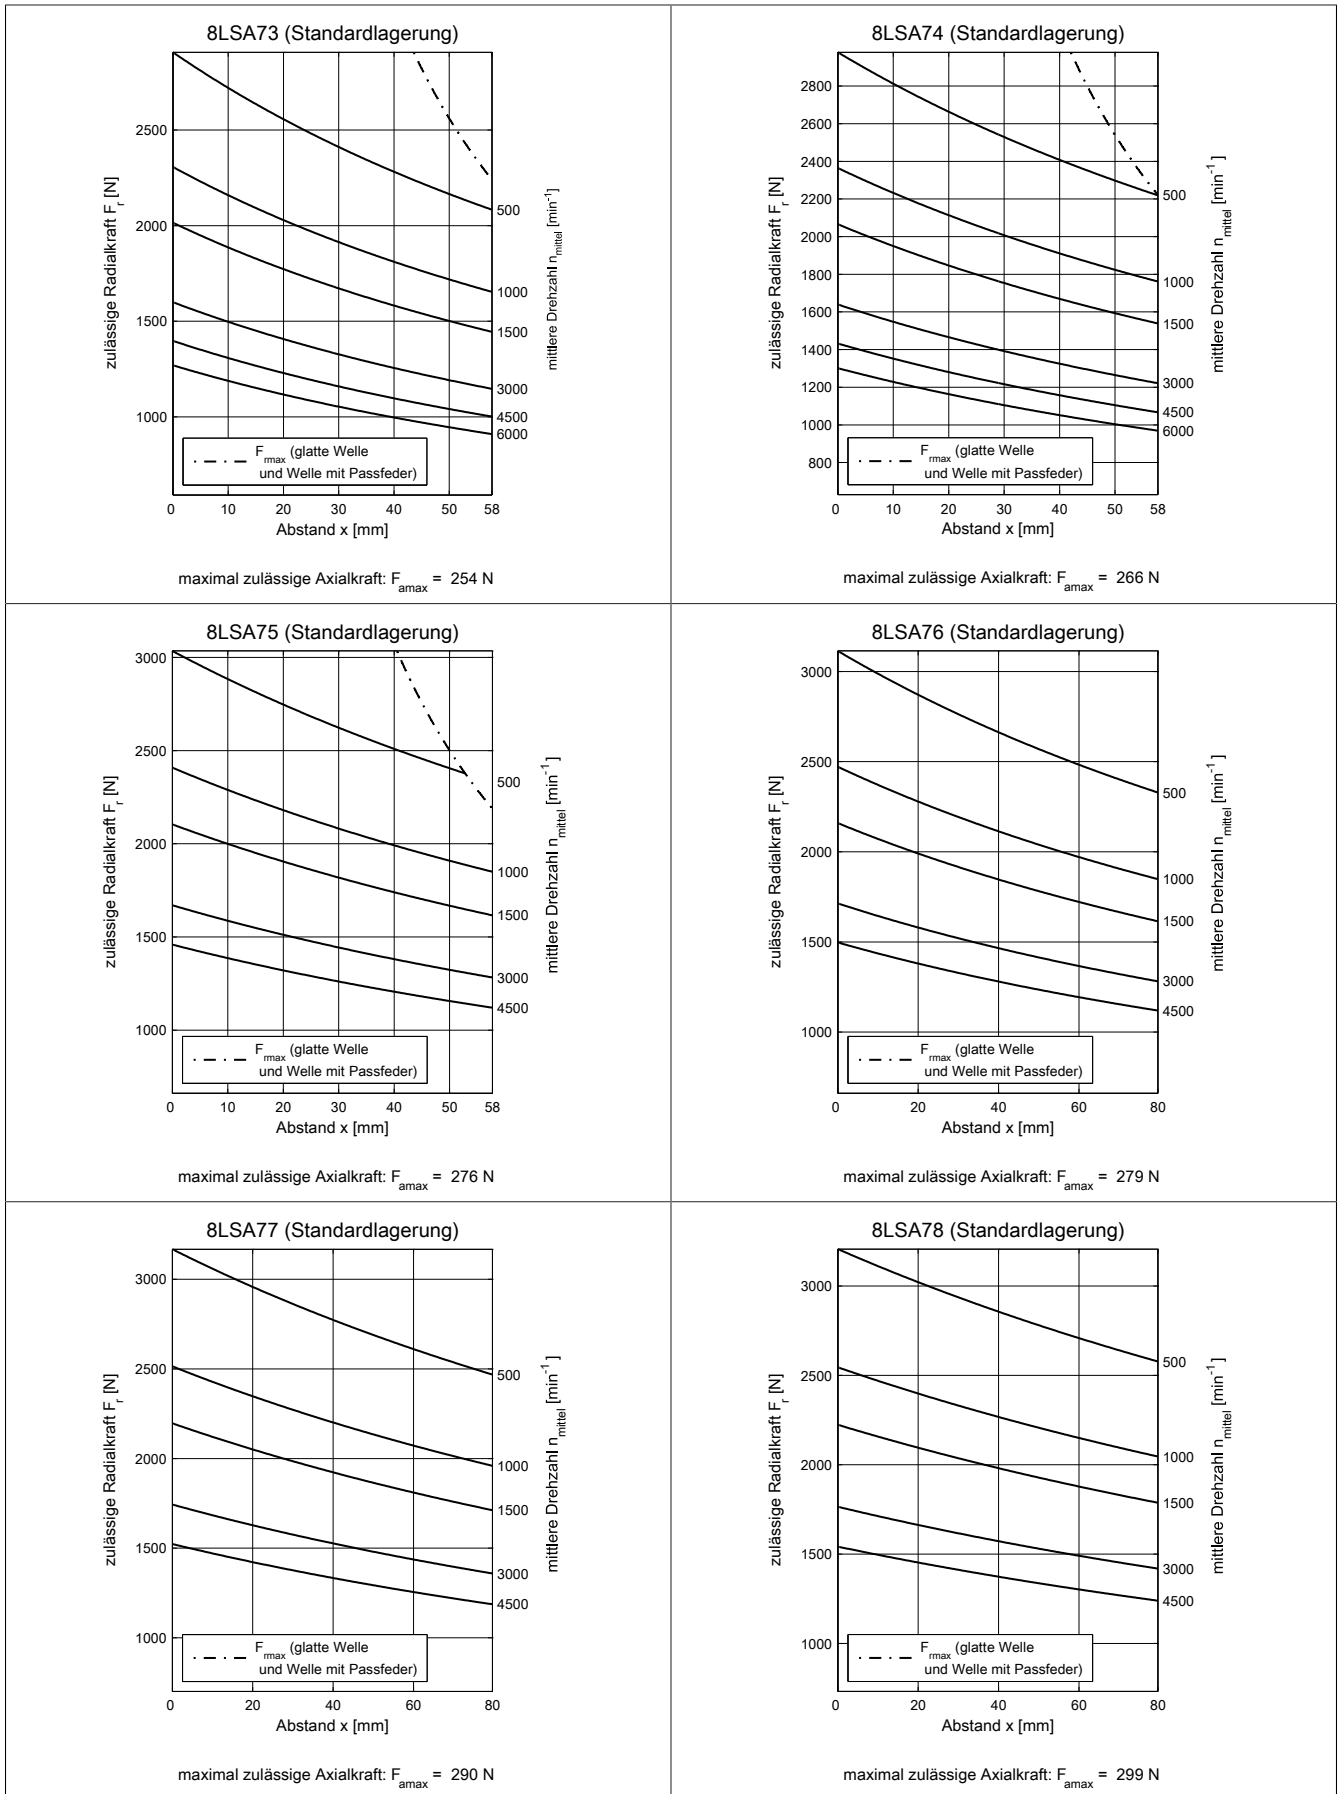 8LSA73 (Standardlagerung)
zulässige Radialkraft F_r [N]
2500
2000
1500
1000
500
1000
1500
3000
4500
6000
mittlere Drehzahl n_mittel [min^-1]
F_rmax (glatte Welle
und Welle mit Passfeder)
0 10 20 30 40 50 58
Abstand x [mm]
maximal zulässige Axialkraft: F_amax = 254 N
8LSA74 (Standardlagerung)
zulässige Radialkraft F_r [N]
2800
2600
2400
2200
2000
1800
1600
1400
1200
1000
800
500
1000
1500
3000
4500
6000
mittlere Drehzahl n_mittel [min^-1]
F_rmax (glatte Welle
und Welle mit Passfeder)
0 10 20 30 40 50 58
Abstand x [mm]
maximal zulässige Axialkraft: F_amax = 266 N
8LSA75 (Standardlagerung)
zulässige Radialkraft F_r [N]
3000
2500
2000
1500
1000
500
1000
1500
3000
4500
mittlere Drehzahl n_mittel [min^-1]
F_rmax (glatte Welle
und Welle mit Passfeder)
0 10 20 30 40 50 58
Abstand x [mm]
maximal zulässige Axialkraft: F_amax = 276 N
8LSA76 (Standardlagerung)
zulässige Radialkraft F_r [N]
3000
2500
2000
1500
1000
500
1000
1500
3000
4500
mittlere Drehzahl n_mittel [min^-1]
F_rmax (glatte Welle
und Welle mit Passfeder)
0 20 40 60 80
Abstand x [mm]
maximal zulässige Axialkraft: F_amax = 279 N
8LSA77 (Standardlagerung)
zulässige Radialkraft F_r [N]
3000
2500
2000
1500
1000
500
1000
1500
3000
4500
mittlere Drehzahl n_mittel [min^-1]
F_rmax (glatte Welle
und Welle mit Passfeder)
0 20 40 60 80
Abstand x [mm]
maximal zulässige Axialkraft: F_amax = 290 N
8LSA78 (Standardlagerung)
zulässige Radialkraft F_r [N]
3000
2500
2000
1500
1000
500
1000
1500
3000
4500
mittlere Drehzahl n_mittel [min^-1]
F_rmax (glatte Welle
und Welle mit Passfeder)
0 20 40 60 80
Abstand x [mm]
maximal zulässige Axialkraft: F_amax = 299 N